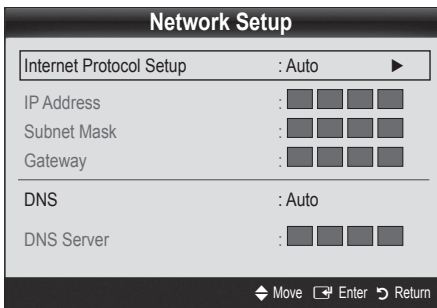 Network Setup
Internet Protocol Setup : Auto ▶
IP Address :
Subnet Mask :
Gateway :
DNS : Auto
DNS Server :
Move Enter Return